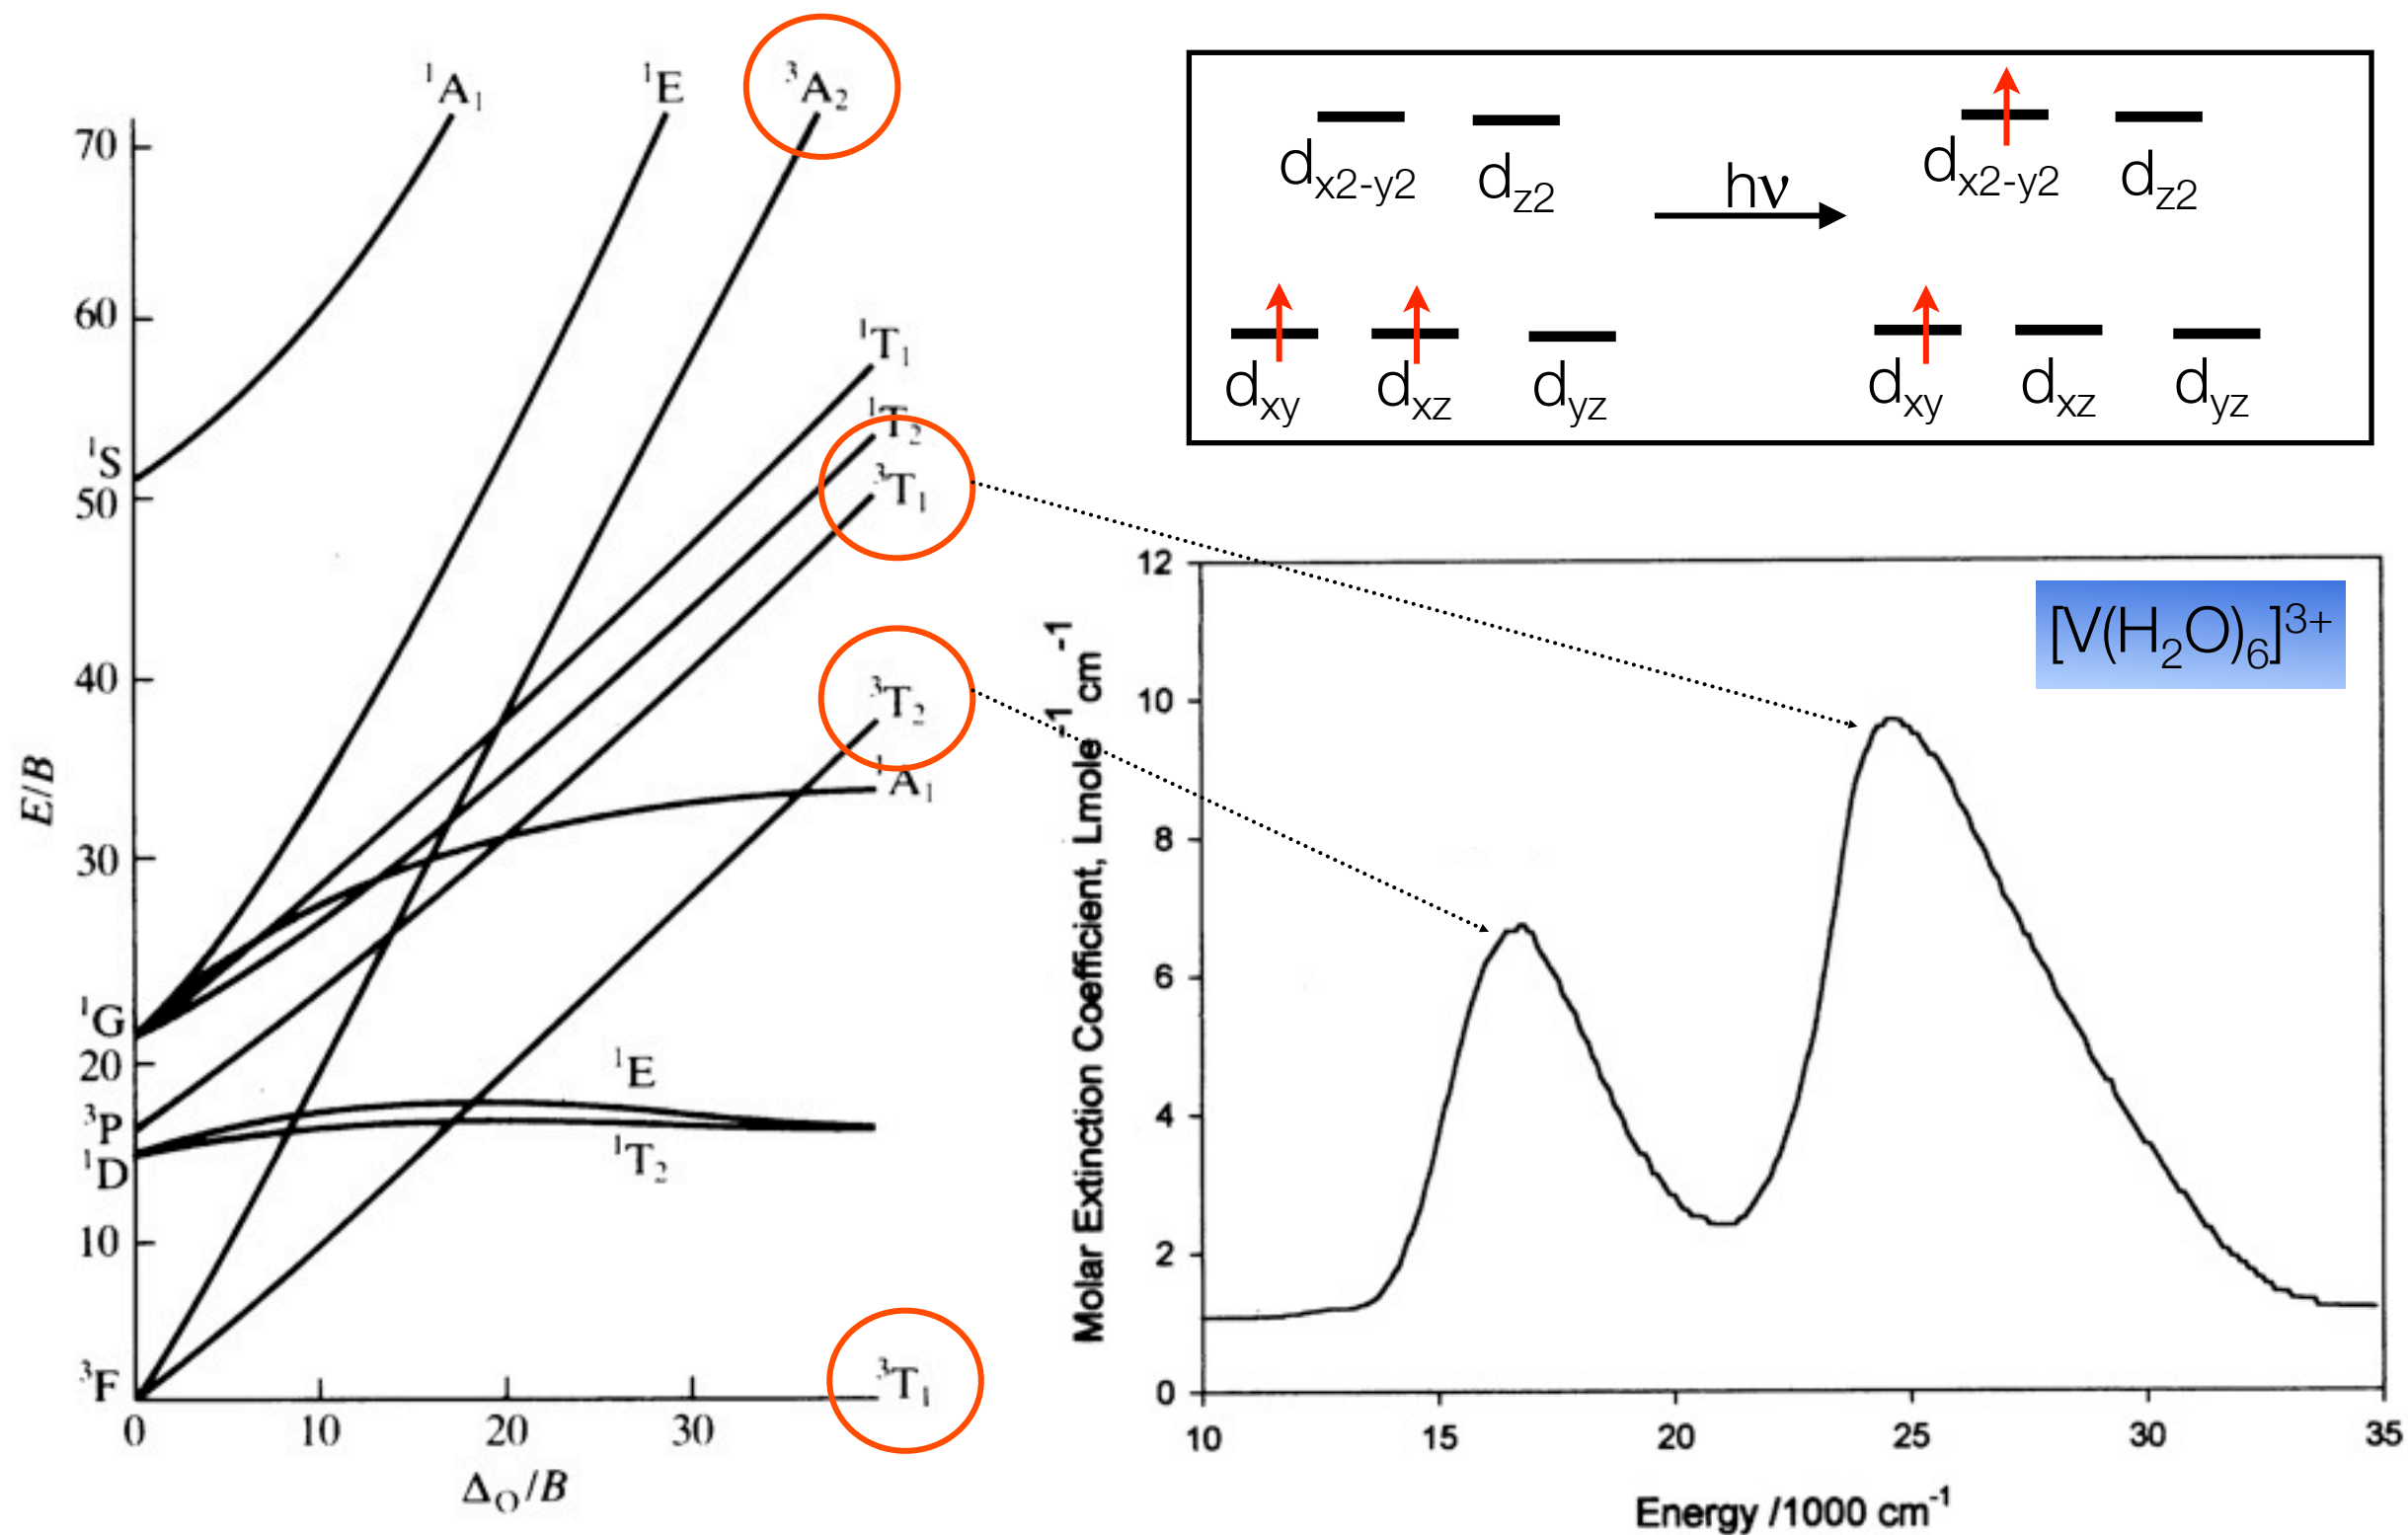 ¹A₁
¹E
³A₂
70
60
50
40
30
20
10
¹S
¹G
³P
¹D
³F
¹T₁
¹T₂
³T₁
³T₂
¹A₁
¹E
¹T₂
³T₁
0
10
20
30
E/B
Δ_O/B
d_x2-y2
d_z2
hν
d_x2-y2
d_z2
d_xy
d_xz
d_yz
d_xy
d_xz
d_yz
[V(H₂O)₆]³⁺
12
10
8
6
4
2
0
10
15
20
25
30
35
Molar Extinction Coefficient, Lmole⁻¹ cm⁻¹
Energy /1000 cm⁻¹